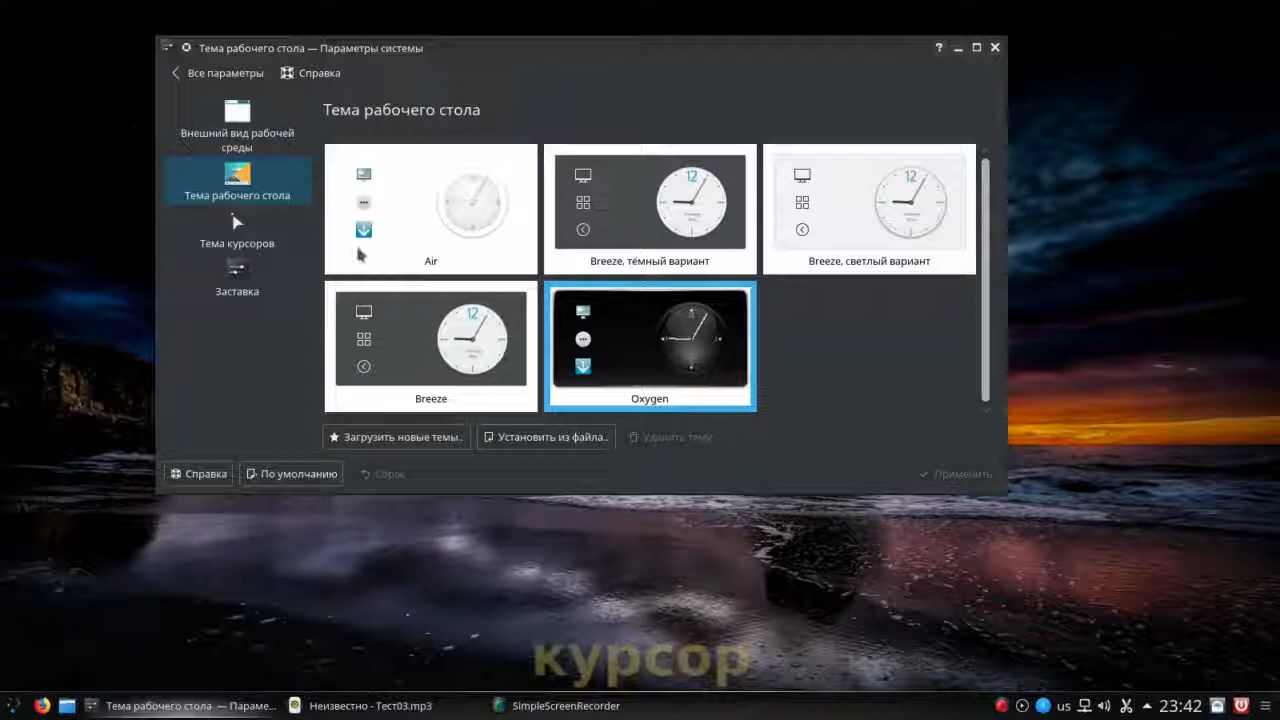 Тема рабочего стола — Параметры системы
Все параметры
Справка
Внешний вид рабочей
среды
Тема рабочего стола
Тема курсоров
Заставка
Тема рабочего стола
Air
12
Breeze, тёмный вариант
12
Breeze, светлый вариант
12
Breeze
Oxygen
Загрузить новые темы..
Установить из файла..
Удалить тему
Справка
По умолчанию
Сброс
Применить
курсор
Тема рабочего стола — Параме...
Неизвестно - Тест03.mp3
SimpleScreenRecorder
us
23:42